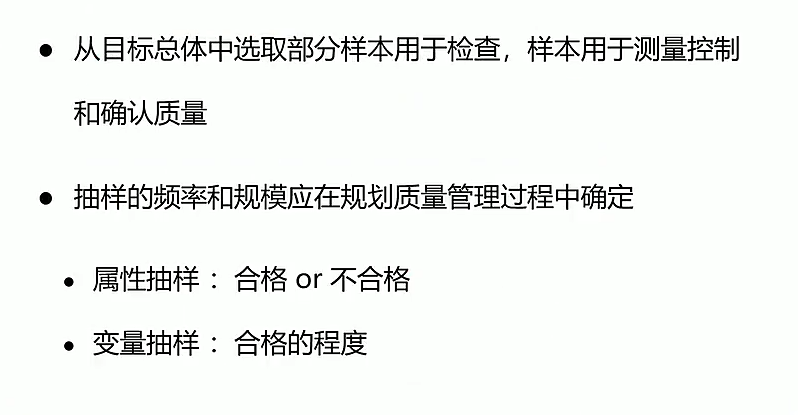 ● 从目标总体中选取部分样本用于检查，样本用于测量控制
和确认质量
● 抽样的频率和规模应在规划质量管理过程中确定
• 属性抽样： 合格 or 不合格
• 变量抽样： 合格的程度